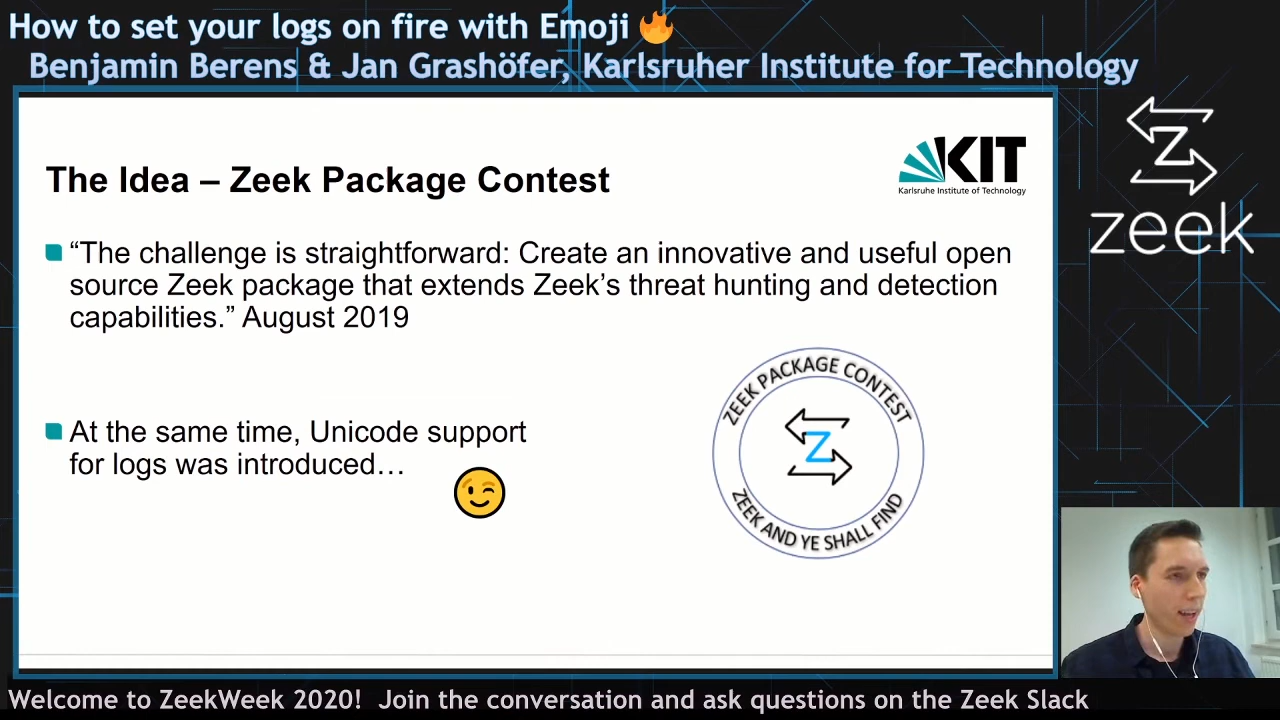 How to set your logs on fire with Emoji 🔥
Benjamin Berens & Jan Grashöfer, Karlsruher Institute for Technology
The Idea – Zeek Package Contest
KIT
Karlsruhe Institute of Technology
zeek
“The challenge is straightforward: Create an innovative and useful open
source Zeek package that extends Zeek’s threat hunting and detection
capabilities.” August 2019
At the same time, Unicode support
for logs was introduced…
😉
ZEEK PACKAGE CONTEST
Z
ZEEK AND YE SHALL FIND
Welcome to ZeekWeek 2020! Join the conversation and ask questions on the Zeek Slack